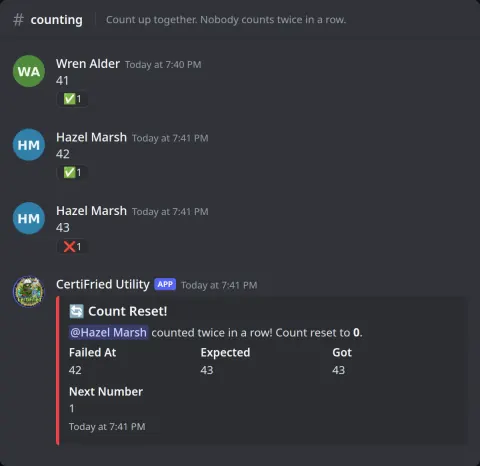 # counting Count up together. Nobody counts twice in a row.
WA Wren Alder Today at 7:40 PM
41
✅1
HM Hazel Marsh Today at 7:41 PM
42
✅1
HM Hazel Marsh Today at 7:41 PM
43
❌1
CertiFried Utility APP Today at 7:41 PM
🔄 Count Reset!
@Hazel Marsh counted twice in a row! Count reset to 0.
Failed At Expected Got
42 43 43
Next Number
1
Today at 7:41 PM